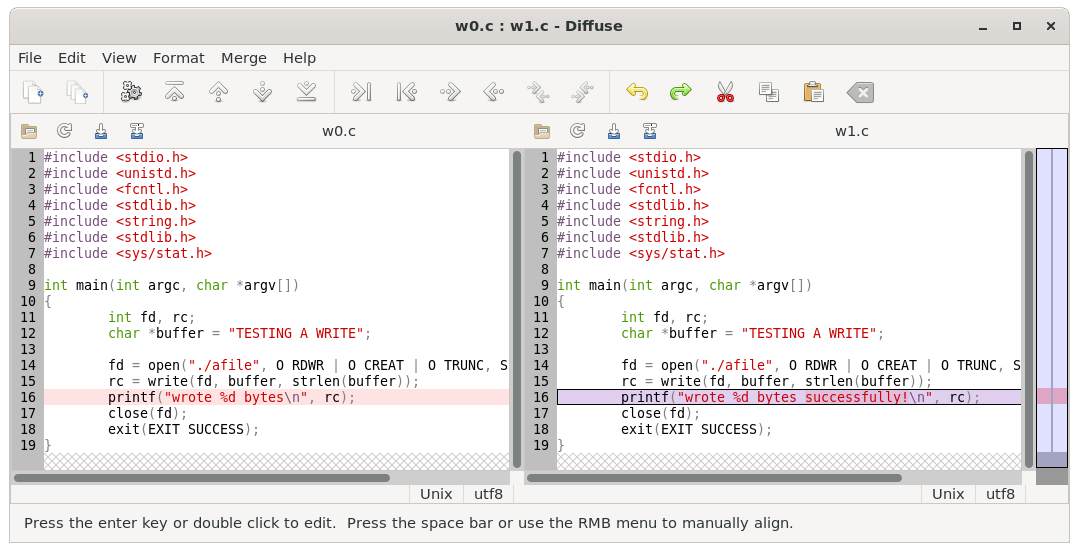 w0.c : w1.c - Diffuse
File Edit View Format Merge Help
w0.c
1 #include <stdio.h>
2 #include <unistd.h>
3 #include <fcntl.h>
4 #include <stdlib.h>
5 #include <string.h>
6 #include <stdlib.h>
7 #include <sys/stat.h>
8
9 int main(int argc, char *argv[])
10 {
11         int fd, rc;
12         char *buffer = "TESTING A WRITE";
13
14         fd = open("./afile", O RDWR | O CREAT | O TRUNC, S
15         rc = write(fd, buffer, strlen(buffer));
16         printf("wrote %d bytes\n", rc);
17         close(fd);
18         exit(EXIT SUCCESS);
19 }
Unix utf8
w1.c
1 #include <stdio.h>
2 #include <unistd.h>
3 #include <fcntl.h>
4 #include <stdlib.h>
5 #include <string.h>
6 #include <stdlib.h>
7 #include <sys/stat.h>
8
9 int main(int argc, char *argv[])
10 {
11         int fd, rc;
12         char *buffer = "TESTING A WRITE";
13
14         fd = open("./afile", O RDWR | O CREAT | O TRUNC, S
15         rc = write(fd, buffer, strlen(buffer));
16         printf("wrote %d bytes successfully!\n", rc);
17         close(fd);
18         exit(EXIT SUCCESS);
19 }
Unix utf8
Press the enter key or double click to edit.  Press the space bar or use the RMB menu to manually align.